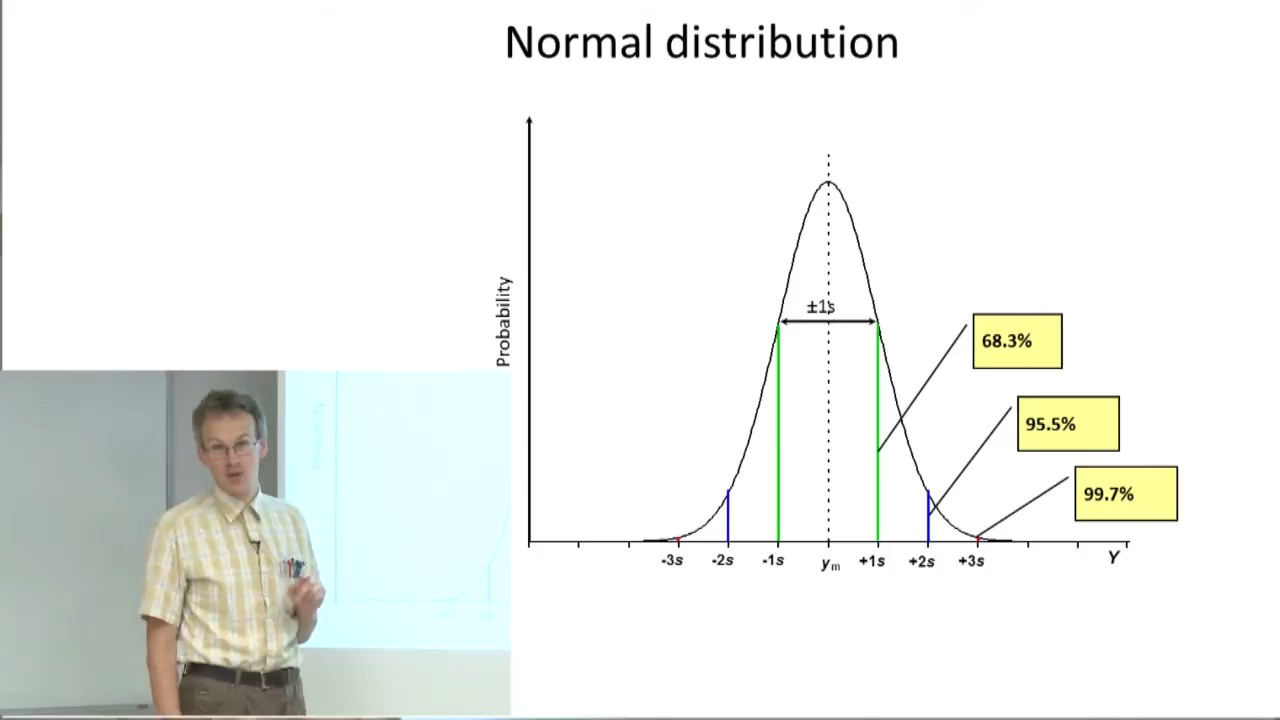 Normal distribution
Probability
±1s
68.3%
95.5%
99.7%
-3s
-2s
-1s
ym
+1s
+2s
+3s
Y